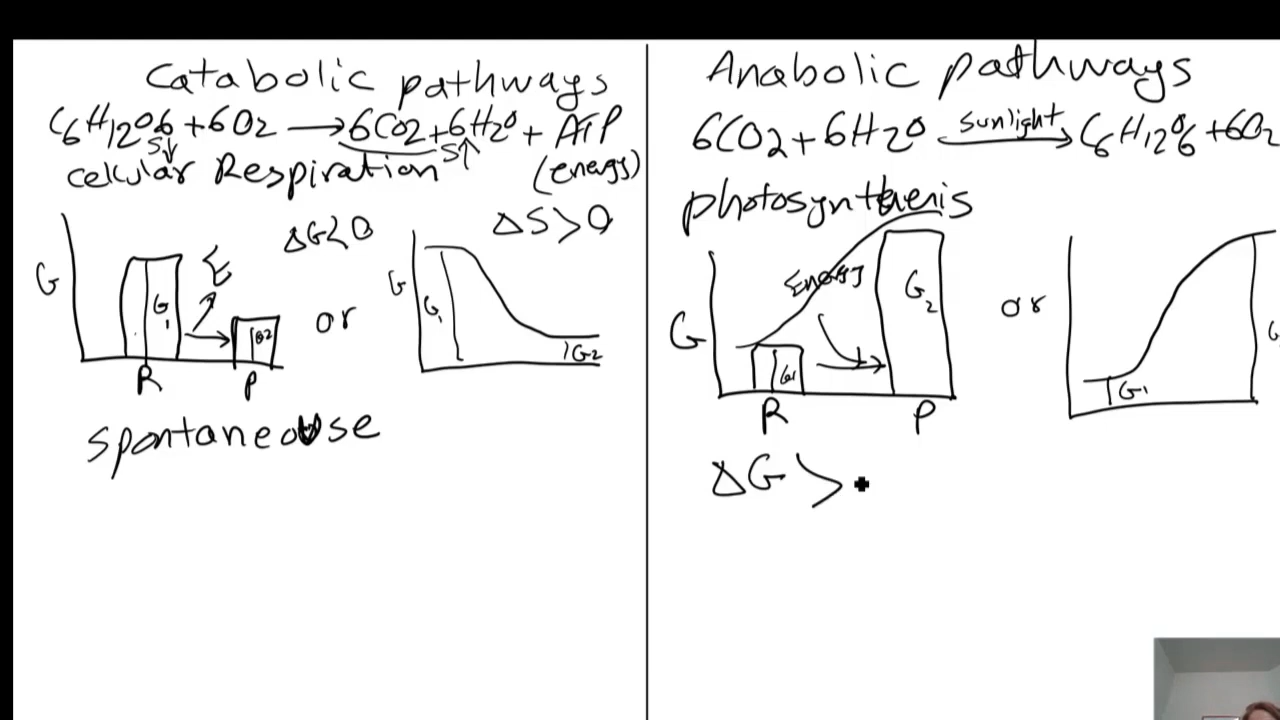 Catabolic pathways
C6H12O6 + 6O2 → 6CO2 + 6H2O + ATP
S↓ S↑
cellular Respiration (energy)
ΔG<0 ΔS>0
G G1 E G2 or G G1 G2
R P
spontaneouse
Anabolic pathways
6CO2 + 6H2O sunlight → C6H12O6 + 6O2
photosynthesis
Energy
G G1 G2 or G1 G
R P
ΔG >